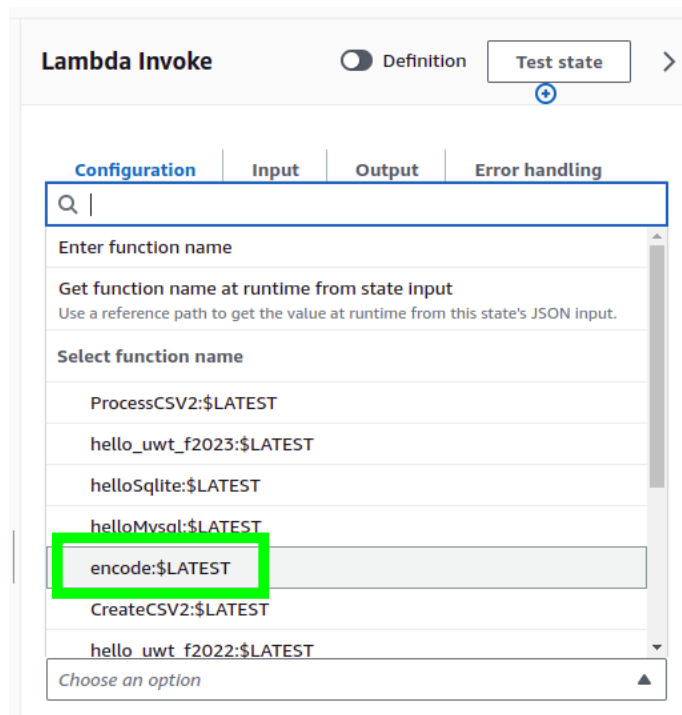 Lambda Invoke Definition Test state
Configuration Input Output Error handling
Enter function name
Get function name at runtime from state input
Use a reference path to get the value at runtime from this state's JSON input.
Select function name
ProcessCSV2:$LATEST
hello_uwt_f2023:$LATEST
helloSqlite:$LATEST
helloMysql:$LATEST
encode:$LATEST
CreateCSV2:$LATEST
hello_uwt_f2022:$LATEST
Choose an option